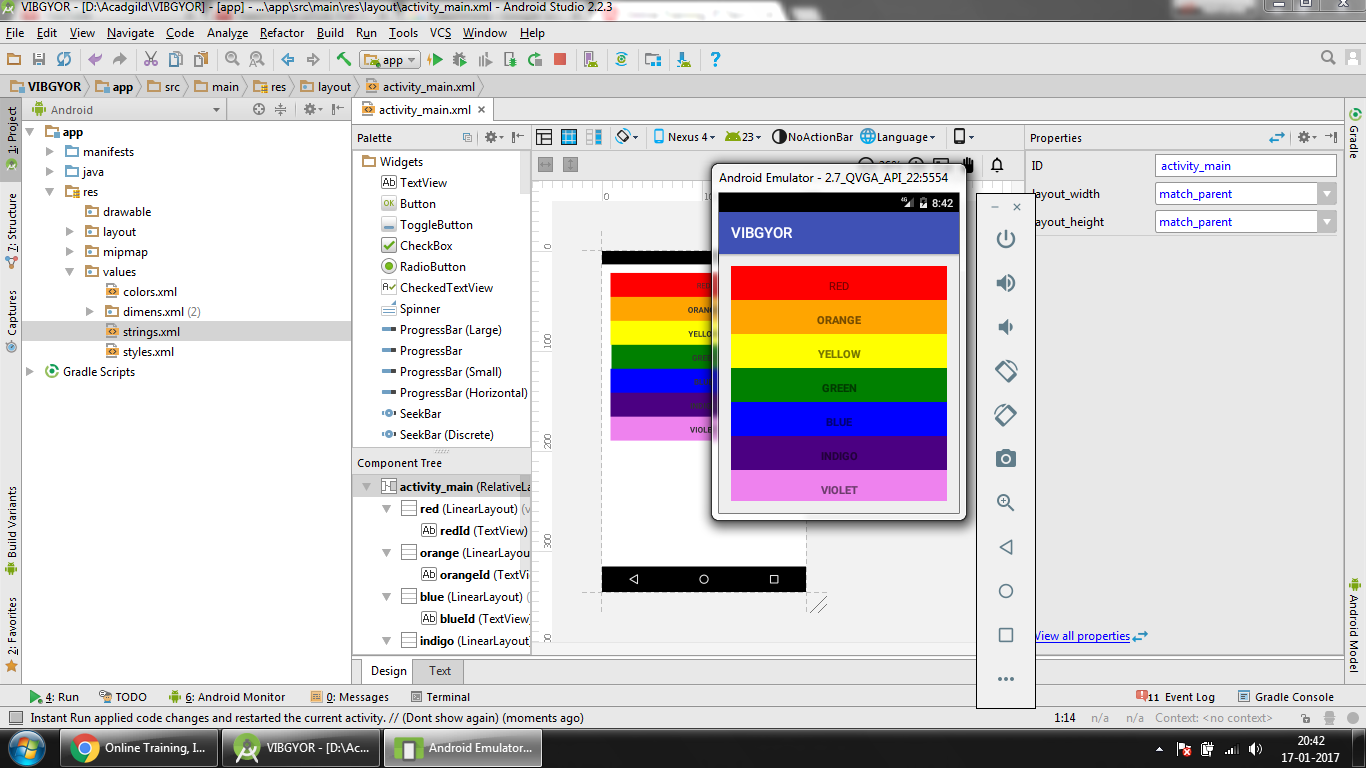 VIBGYOR - [D:\Acadgild\VIBGYOR] - [app] - ...\app\src\main\res\layout\activity_main.xml - Android Studio 2.2.3
File Edit View Navigate Code Analyze Refactor Build Run Tools VCS Window Help
app
VIBGYOR app src main res layout activity_main.xml
1: Project
7: Structure
Captures
Build Variants
2: Favorites
Android
app
manifests
java
res
drawable
layout
mipmap
values
colors.xml
dimens.xml (2)
strings.xml
styles.xml
Gradle Scripts
activity_main.xml
Palette
Widgets
TextView
Button
ToggleButton
CheckBox
RadioButton
CheckedTextView
Spinner
ProgressBar (Large)
ProgressBar
ProgressBar (Small)
ProgressBar (Horizontal)
SeekBar
SeekBar (Discrete)
Component Tree
activity_main (RelativeLa
red (LinearLayout) (v
redId (TextView)
orange (LinearLayou
orangeId (TextVi
blue (LinearLayout) (
blueId (TextView
indigo (LinearLayout
Design Text
Nexus 4 23 NoActionBar Language
0
0
100
200
300
ORAN
YELLO
GREE
VIOLE
Android Emulator - 2.7_QVGA_API_22:5554
4G 8:42
VIBGYOR
RED
ORANGE
YELLOW
GREEN
BLUE
INDIGO
VIOLET
Properties
ID activity_main
layout_width match_parent
layout_height match_parent
View all properties
Gradle
Android Model
4: Run TODO 6: Android Monitor 0: Messages Terminal 11 Event Log Gradle Console
Instant Run applied code changes and restarted the current activity. // (Dont show again) (moments ago) 1:14 n/a n/a Context: <no context>
Online Training, I... VIBGYOR - [D:\Ac... Android Emulator... 20:42
17-01-2017